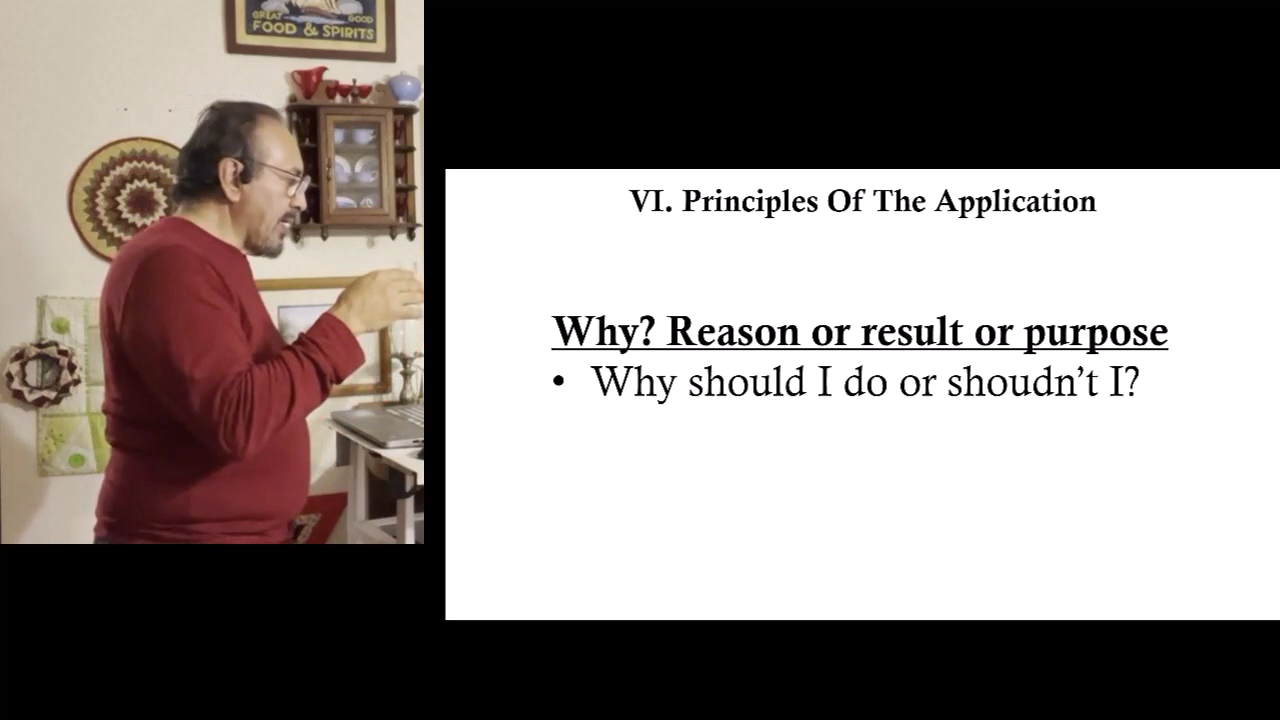 GREAT GOOD
FOOD & SPIRITS
VI. Principles Of The Application
Why? Reason or result or purpose
• Why should I do or shoudn’t I?